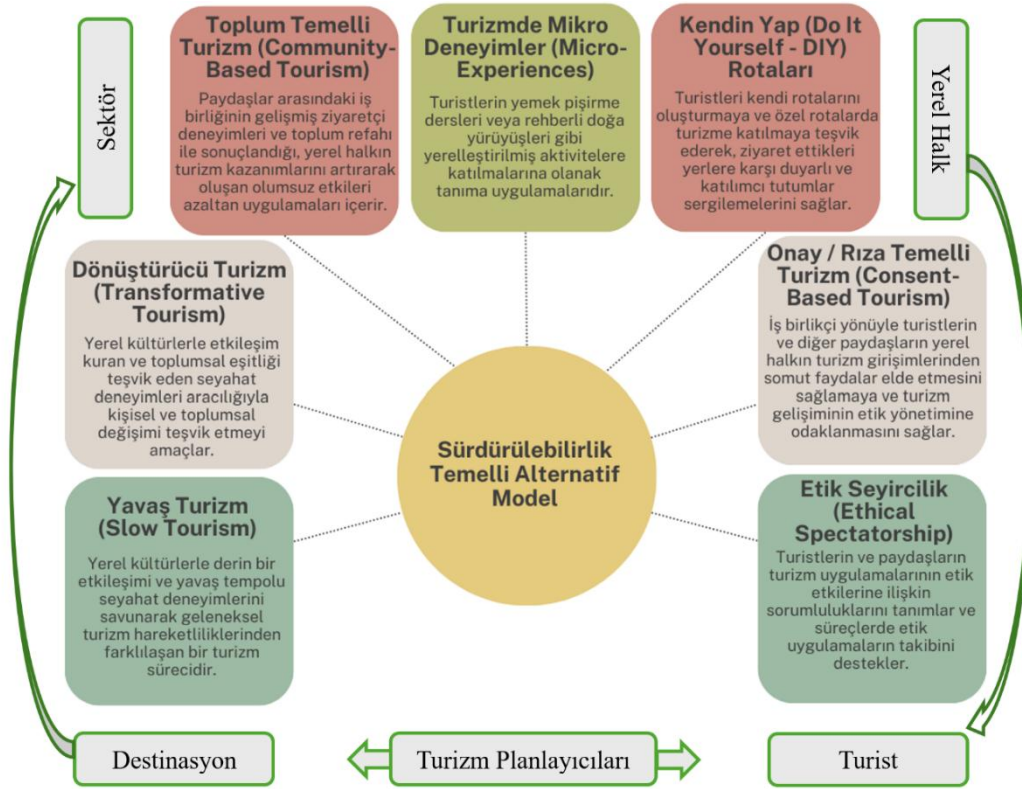 Sektör
Toplum Temelli
Turizm (Community-
Based Tourism)
Paydaşlar arasındaki iş
birliğinin gelişmiş ziyaretçi
deneyimleri ve toplum refahı
ile sonuçlandığı, yerel halkın
turizm kazanımlarını artırarak
oluşan olumsuz etkileri
azaltan uygulamaları içerir.
Turizmde Mikro
Deneyimler (Micro-
Experiences)
Turistlerin yemek pişirme
dersleri veya rehberli doğa
yürüyüşleri gibi
yerelleştirilmiş aktivitelere
katılmalarına olanak
tanıma uygulamalarıdır.
Kendin Yap (Do It
Yourself - DIY)
Rotaları
Turistleri kendi rotalarını
oluşturmaya ve özel rotalarda
turizme katılmaya teşvik
ederek, ziyaret ettikleri
yerlere karşı duyarlı ve
katılımcı tutumlar
sergilemelerini sağlar.
Yerel Halk
Dönüştürücü Turizm
(Transformative
Tourism)
Yerel kültürlerle etkileşim
kuran ve toplumsal eşitliği
teşvik eden seyahat
deneyimleri aracılığıyla
kişisel ve toplumsal
değişimi teşvik etmeyi
amaçlar.
Onay / Rıza Temelli
Turizm (Consent-
Based Tourism)
İş birlikçi yönüyle turistlerin
ve diğer paydaşların yerel
halkın turizm girişimlerinden
somut faydalar elde etmesini
sağlamaya ve turizm
gelişiminin etik yönetimine
odaklanmasını sağlar.
Sürdürülebilirlik
Temelli Alternatif
Model
Yavaş Turizm
(Slow Tourism)
Yerel kültürlerle derin bir
etkileşimi ve yavaş tempolu
seyahat deneyimlerini
savunarak geleneksel
turizm hareketliliklerinden
farklılaşan bir turizm
sürecidir.
Etik Seyircilik
(Ethical
Spectatorship)
Turistlerin ve paydaşların
turizm uygulamalarının etik
etkilerine ilişkin
sorumluluklarını tanımlar ve
süreçlerde etik
uygulamaların takibini
destekler.
Destinasyon
Turizm Planlayıcıları
Turist